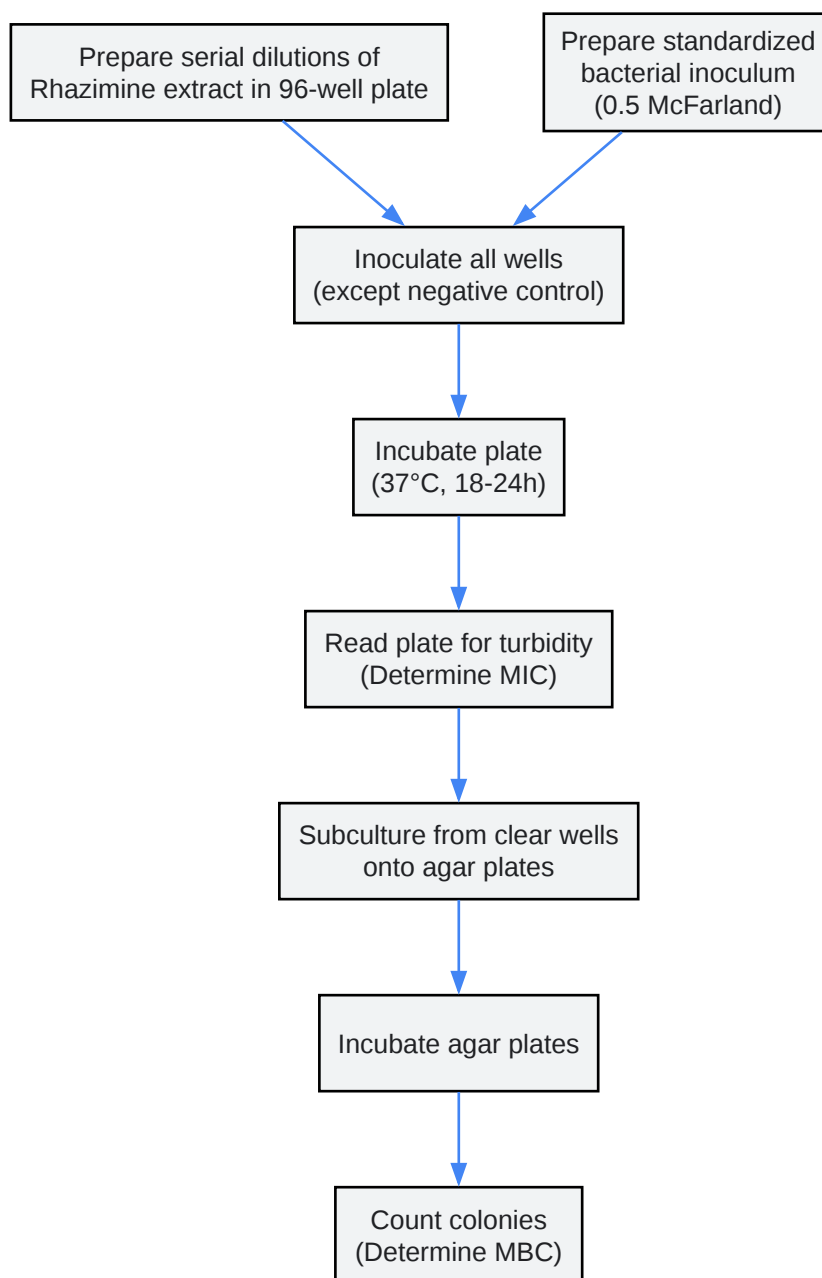 Prepare serial dilutions of
Rhazimine extract in 96-well plate
Prepare standardized
bacterial inoculum
(0.5 McFarland)
Inoculate all wells
(except negative control)
Incubate plate
(37°C, 18-24h)
Read plate for turbidity
(Determine MIC)
Subculture from clear wells
onto agar plates
Incubate agar plates
Count colonies
(Determine MBC)